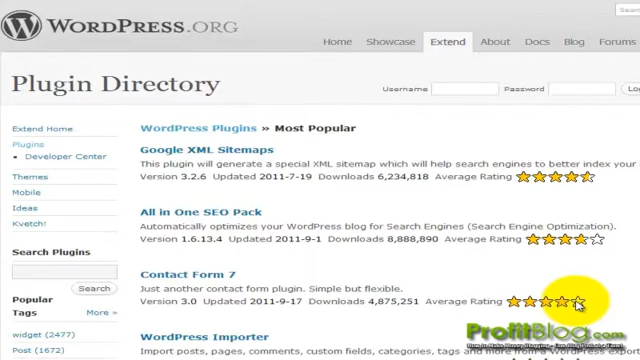 WORDPRESS.ORG
Sear
Home Showcase Extend About Docs Blog Forums
Plugin Directory
Username Password Lo
Extend Home
Plugins
Developer Center
Themes
Mobile
Ideas
Kvetch!
Search Plugins
Search
Popular
Tags More »
widget (2477)
Post (1672)
WordPress Plugins » Most Popular
Google XML Sitemaps
This plugin will generate a special XML sitemap which will help search engines to better index your
Version 3.2.6 Updated 2011-7-19 Downloads 6,234,818 Average Rating
All in One SEO Pack
Automatically optimizes your WordPress blog for Search Engines (Search Engine Optimization).
Version 1.6.13.4 Updated 2011-9-1 Downloads 8,888,890 Average Rating
Contact Form 7
Just another contact form plugin. Simple but flexible.
Version 3.0 Updated 2011-9-17 Downloads 4,875,251 Average Rating
WordPress Importer
Import posts, pages, comments, custom fields, categories, tags and more from a WordPress
ProfitBlog.com